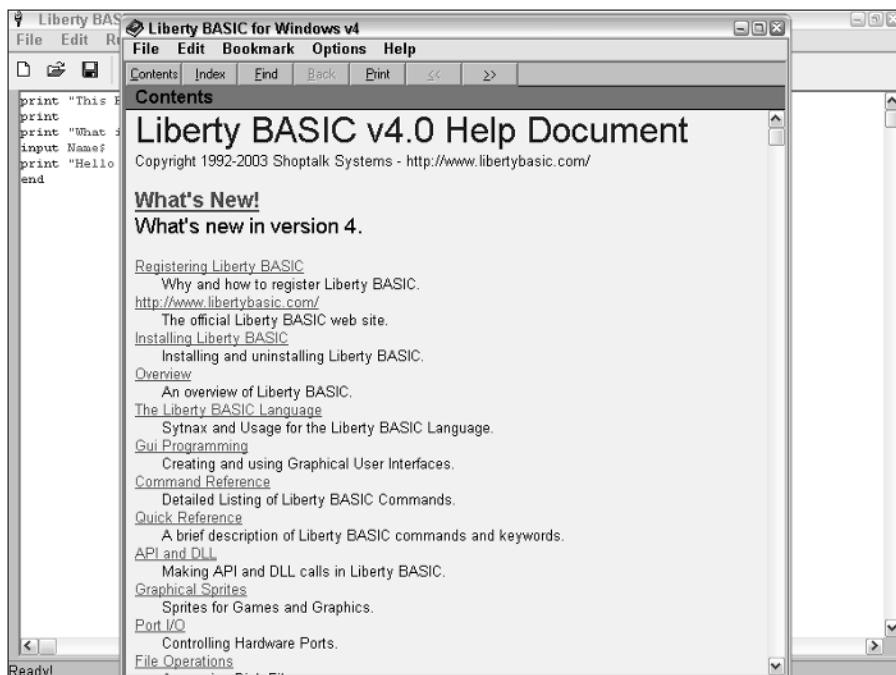 Liberty BAS
File Edit Ru
print "This
print
print "What i
input Name$
print "Hello
end
Ready!
Liberty BASIC for Windows v4
File Edit Bookmark Options Help
Contents Index Find Back Print << >>
Contents
Liberty BASIC v4.0 Help Document
Copyright 1992-2003 Shoptalk Systems - http://www.libertybasic.com/
What's New!
What's new in version 4.
Registering Liberty BASIC
Why and how to register Liberty BASIC.
http://www.libertybasic.com/
The official Liberty BASIC web site.
Installing Liberty BASIC
Installing and uninstalling Liberty BASIC.
Overview
An overview of Liberty BASIC.
The Liberty BASIC Language
Sytnax and Usage for the Liberty BASIC Language.
Gui Programming
Creating and using Graphical User Interfaces.
Command Reference
Detailed Listing of Liberty BASIC Commands.
Quick Reference
A brief description of Liberty BASIC commands and keywords.
API and DLL
Making API and DLL calls in Liberty BASIC.
Graphical Sprites
Sprites for Games and Graphics.
Port I/O
Controlling Hardware Ports.
File Operations